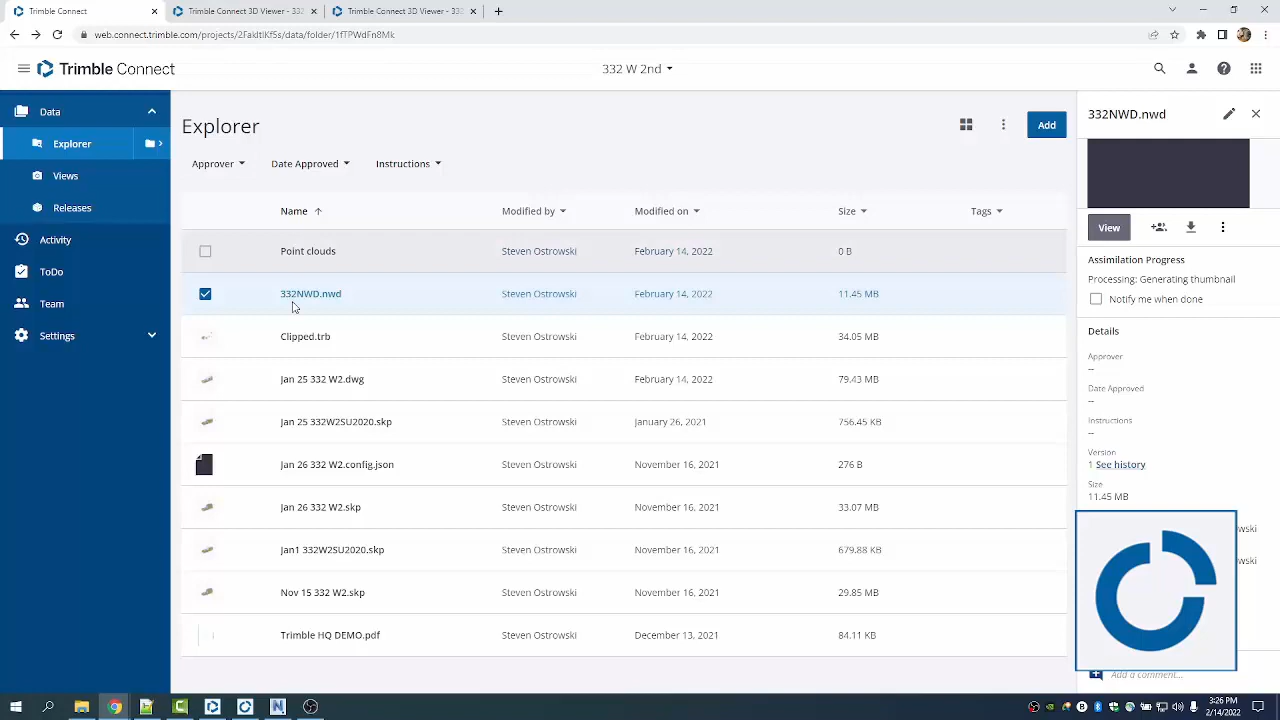 Trimble Connect
Trimble Connect 3D Viewer - 332
Trimble Connect 3D Viewer - 332
web.connect.trimble.com/projects/2FakItIKf5s/data/folder/1fTPWdFn8Mk
Trimble Connect
332 W 2nd
Data
Explorer
Views
Releases
Activity
ToDo
Team
Settings
Explorer
Add
Approver
Date Approved
Instructions
Name Modified by Modified on Size Tags
Point clouds Steven Ostrowski February 14, 2022 0 B
332NWD.nwd Steven Ostrowski February 14, 2022 11.45 MB
Clipped.trb Steven Ostrowski February 14, 2022 34.05 MB
Jan 25 332 W2.dwg Steven Ostrowski February 14, 2022 79.43 MB
Jan 25 332W2SU2020.skp Steven Ostrowski January 26, 2021 756.45 KB
Jan 26 332 W2.config.json Steven Ostrowski November 16, 2021 276 B
Jan 26 332 W2.skp Steven Ostrowski November 16, 2021 33.07 MB
Jan1 332W2SU2020.skp Steven Ostrowski November 16, 2021 679.88 KB
Nov 15 332 W2.skp Steven Ostrowski November 16, 2021 29.85 MB
Trimble HQ DEMO.pdf Steven Ostrowski December 13, 2021 84.11 KB
332NWD.nwd
View
Assimilation Progress
Processing: Generating thumbnail
Notify me when done
Details
Approver
--
Date Approved
--
Instructions
--
Version
1 See history
Size
11.45 MB
wski
wski
Add a comment...
3:26 PM
2/14/2022